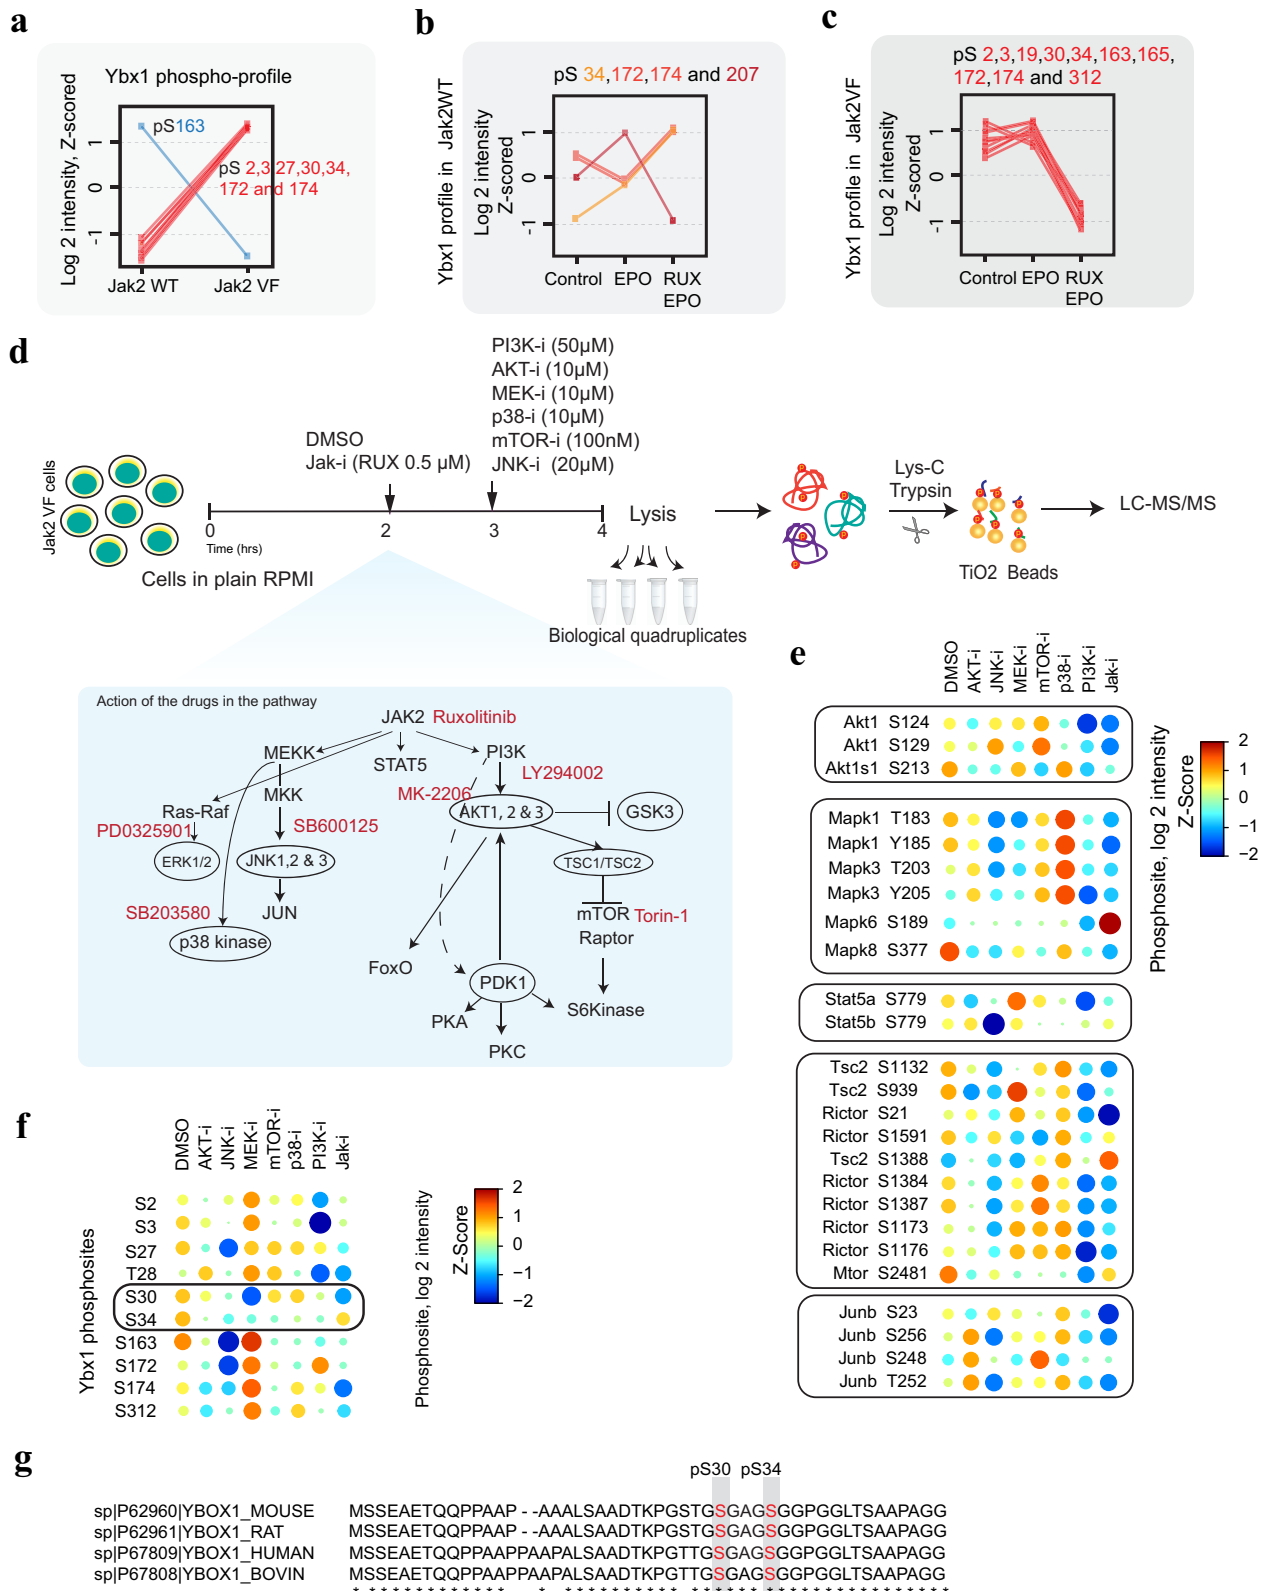 a
Ybx1 phospho-profile
Log 2 intensity, Z-scored
1
0
-1
pS163
pS 2,3,27,30,34,
172 and 174
Jak2 WT
Jak2 VF
b
pS 34,172,174 and 207
Ybx1 profile in Jak2WT
Log 2 intensity
Z-scored
1
0
-1
Control
EPO
RUX
EPO
c
pS 2,3,19,30,34,163,165,
172,174 and 312
Ybx1 profile in Jak2VF
Log 2 intensity
Z-scored
1
0
-1
Control
EPO
RUX
EPO
d
PI3K-i (50µM)
AKT-i (10µM)
MEK-i (10µM)
p38-i (10µM)
mTOR-i (100nM)
JNK-i (20µM)
DMSO
Jak-i (RUX 0.5 µM)
Jak2 VF cells
0
2
3
4
Time (hrs)
Cells in plain RPMI
Lysis
Biological quadruplicates
P
P
P
P
P
P
Lys-C
Trypsin
P
P
P
P
P
P
TiO2 Beads
LC-MS/MS
Action of the drugs in the pathway
JAK2
Ruxolitinib
MEKK
STAT5
PI3K
LY294002
MKK
MK-2206
Ras-Raf
AKT1, 2 & 3
GSK3
PD0325901
SB600125
ERK1/2
JNK1,2 & 3
TSC1/TSC2
SB203580
JUN
mTOR
Torin-1
p38 kinase
Raptor
FoxO
PDK1
S6Kinase
PKA
PKC
e
DMSO
AKT-i
JNK-i
MEK-i
mTOR-i
p38-i
PI3K-i
Jak-i
Akt1 S124
Akt1 S129
Akt1s1 S213
Mapk1 T183
Mapk1 Y185
Mapk3 T203
Mapk3 Y205
Mapk6 S189
Mapk8 S377
Stat5a S779
Stat5b S779
Tsc2 S1132
Tsc2 S939
Rictor S21
Rictor S1591
Tsc2 S1388
Rictor S1384
Rictor S1387
Rictor S1173
Rictor S1176
Mtor S2481
Junb S23
Junb S256
Junb S248
Junb T252
Phosphosite, log 2 intensity
Z-Score
2
1
0
−1
−2
f
DMSO
AKT-i
JNK-i
MEK-i
mTOR-i
p38-i
PI3K-i
Jak-i
Ybx1 phosphosites
S2
S3
S27
T28
S30
S34
S163
S172
S174
S312
Phosphosite, log 2 intensity
Z-Score
2
1
0
−1
−2
g
pS30 pS34
sp|P62960|YBOX1_MOUSE MSSEAETQQPPAAP--AAALSAADTKPGSTGSGAGSGGPGGLTSAAPAGG
sp|P62961|YBOX1_RAT MSSEAETQQPPAAP--AAALSAADTKPGSTGSGAGSGGPGGLTSAAPAGG
sp|P67809|YBOX1_HUMAN MSSEAETQQPPAAPPAAPALSAADTKPGTTGSGAGSGGPGGLTSAAPAGG
sp|P67808|YBOX1_BOVIN MSSEAETQQPPAAPPAAPALSAADTKPGTTGSGAGSGGPGGLTSAAPAGG